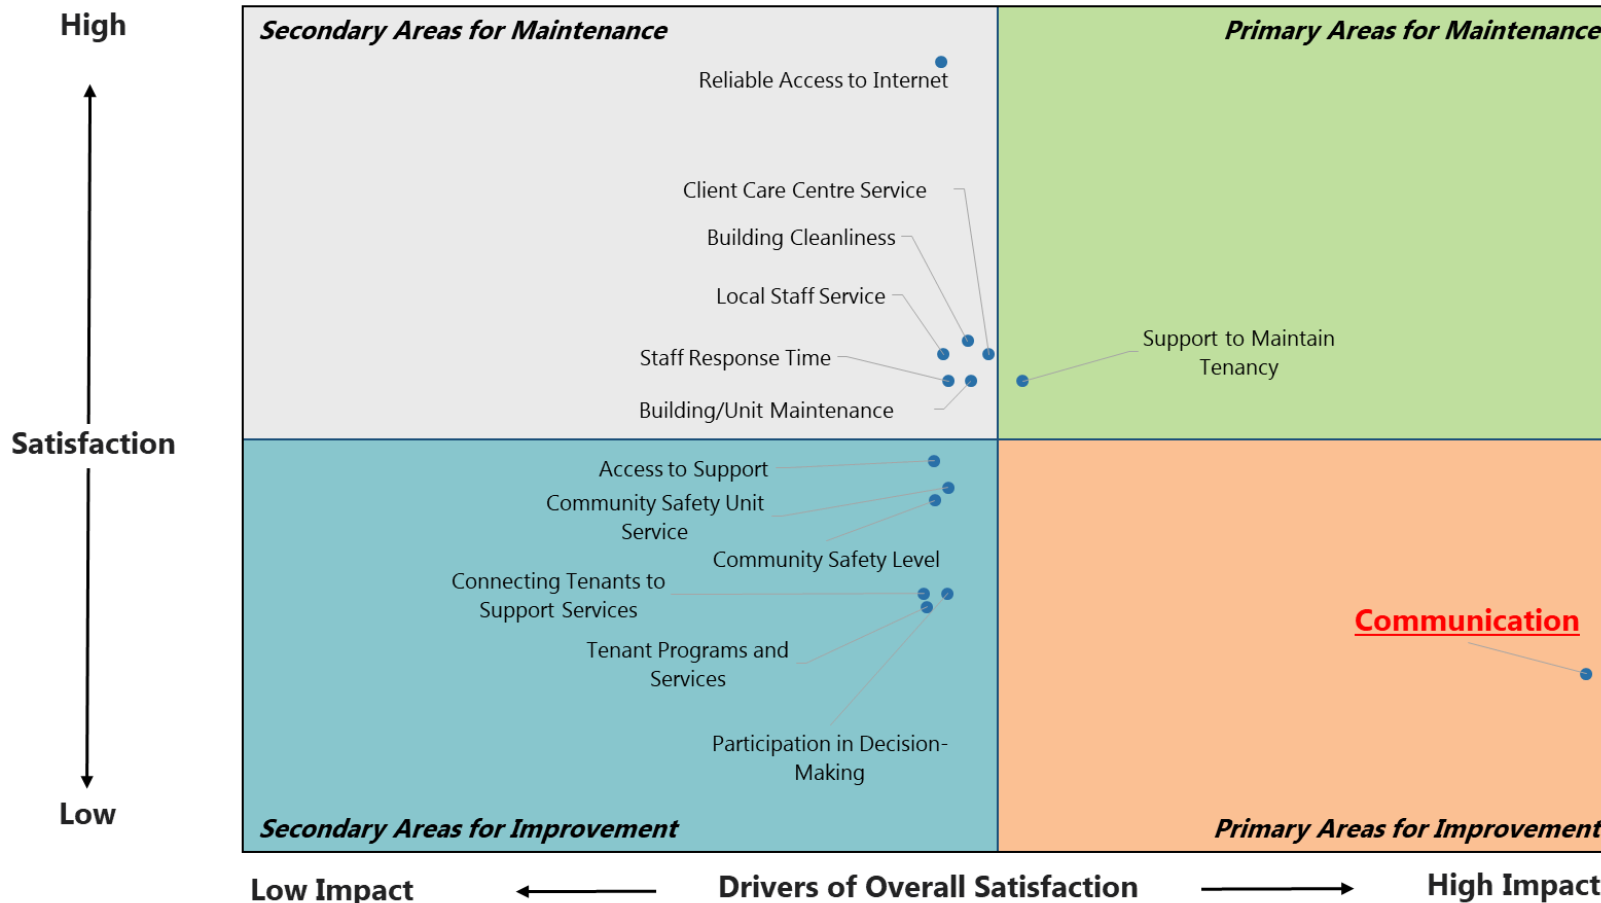 High
Secondary Areas for Maintenance
Primary Areas for Maintenance
Reliable Access to Internet
Client Care Centre Service
Building Cleanliness
Local Staff Service
Support to Maintain
Tenancy
Staff Response Time
Building/Unit Maintenance
Satisfaction
Access to Support
Community Safety Unit
Service
Community Safety Level
Connecting Tenants to
Support Services
Communication
Tenant Programs and
Services
Participation in Decision-
Making
Low
Secondary Areas for Improvement
Primary Areas for Improvement
Low Impact
Drivers of Overall Satisfaction
High Impact